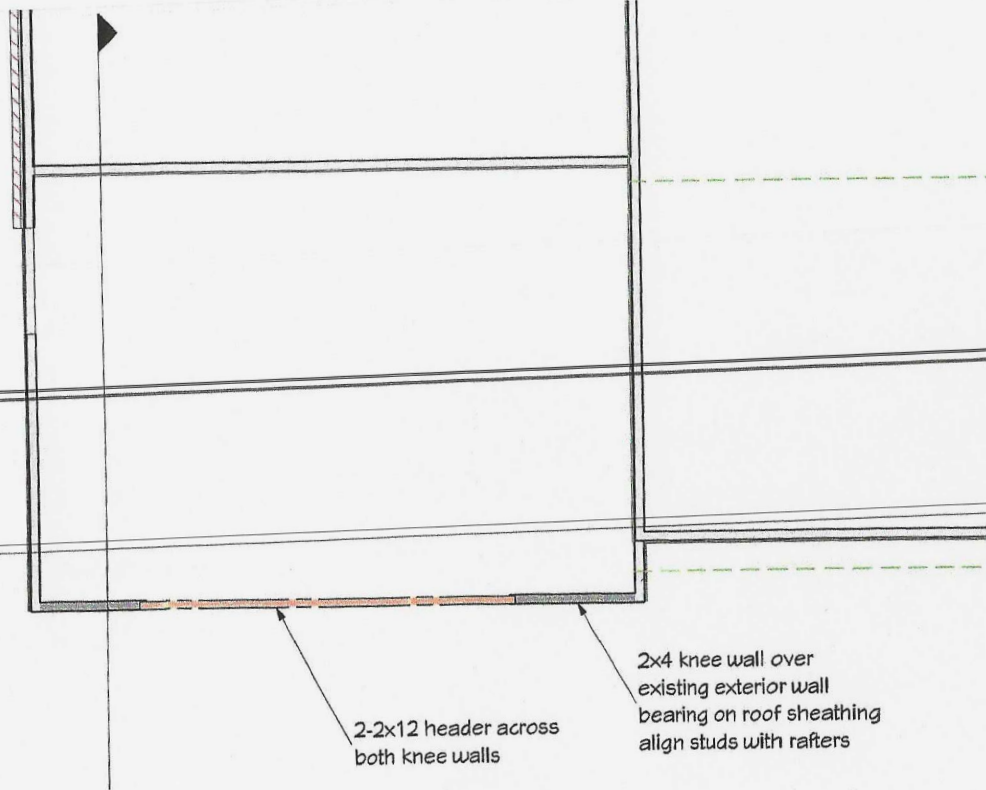 2x4 knee wall over
existing exterior wall
bearing on roof sheathing
align studs with rafters
2-2x12 header across
both knee walls